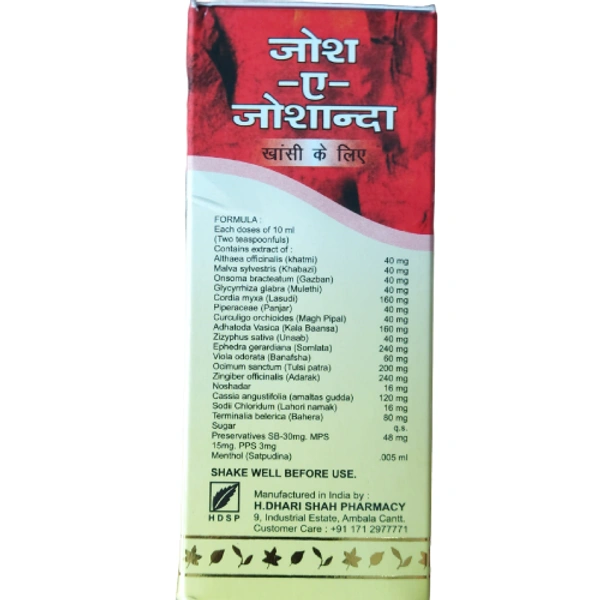 जोश
-ए-
जोशान्दा
खांसी के लिए
FORMULA :
Each doses of 10 ml
(Two teaspoonfuls)
Contains extract of :
Althaea officinalis (khatmi) 40 mg
Malva sylvestris (Khabazi) 40 mg
Onsoma bracteatum (Gazban) 40 mg
Glycyrrhiza glabra (Mulethi) 40 mg
Cordia myxa (Lasudi) 160 mg
Piperaceae (Panjar) 40 mg
Curculigo orchioides (Magh Pipal) 40 mg
Adhatoda Vasica (Kala Baansa) 160 mg
Zizyphus sativa (Unaab) 40 mg
Ephedra gerardiana (Somlata) 240 mg
Viola odorata (Banafsha) 60 mg
Ocimum sanctum (Tulsi patra) 200 mg
Zingiber officinalis (Adarak) 240 mg
Noshadar 16 mg
Cassia angustifolia (amaltas gudda) 120 mg
Sodii Chloridum (Lahori namak) 16 mg
Terminalia belerica (Bahera) 80 mg
Sugar q.s.
Preservatives SB-30mg. MPS 48 mg
15mg. PPS 3mg
Menthol (Satpudina) .005 ml
SHAKE WELL BEFORE USE.
HDSP
Manufactured in India by :
H.DHARI SHAH PHARMACY
9, Industrial Estate, Ambala Cantt.
Customer Care : +91 171 2977771